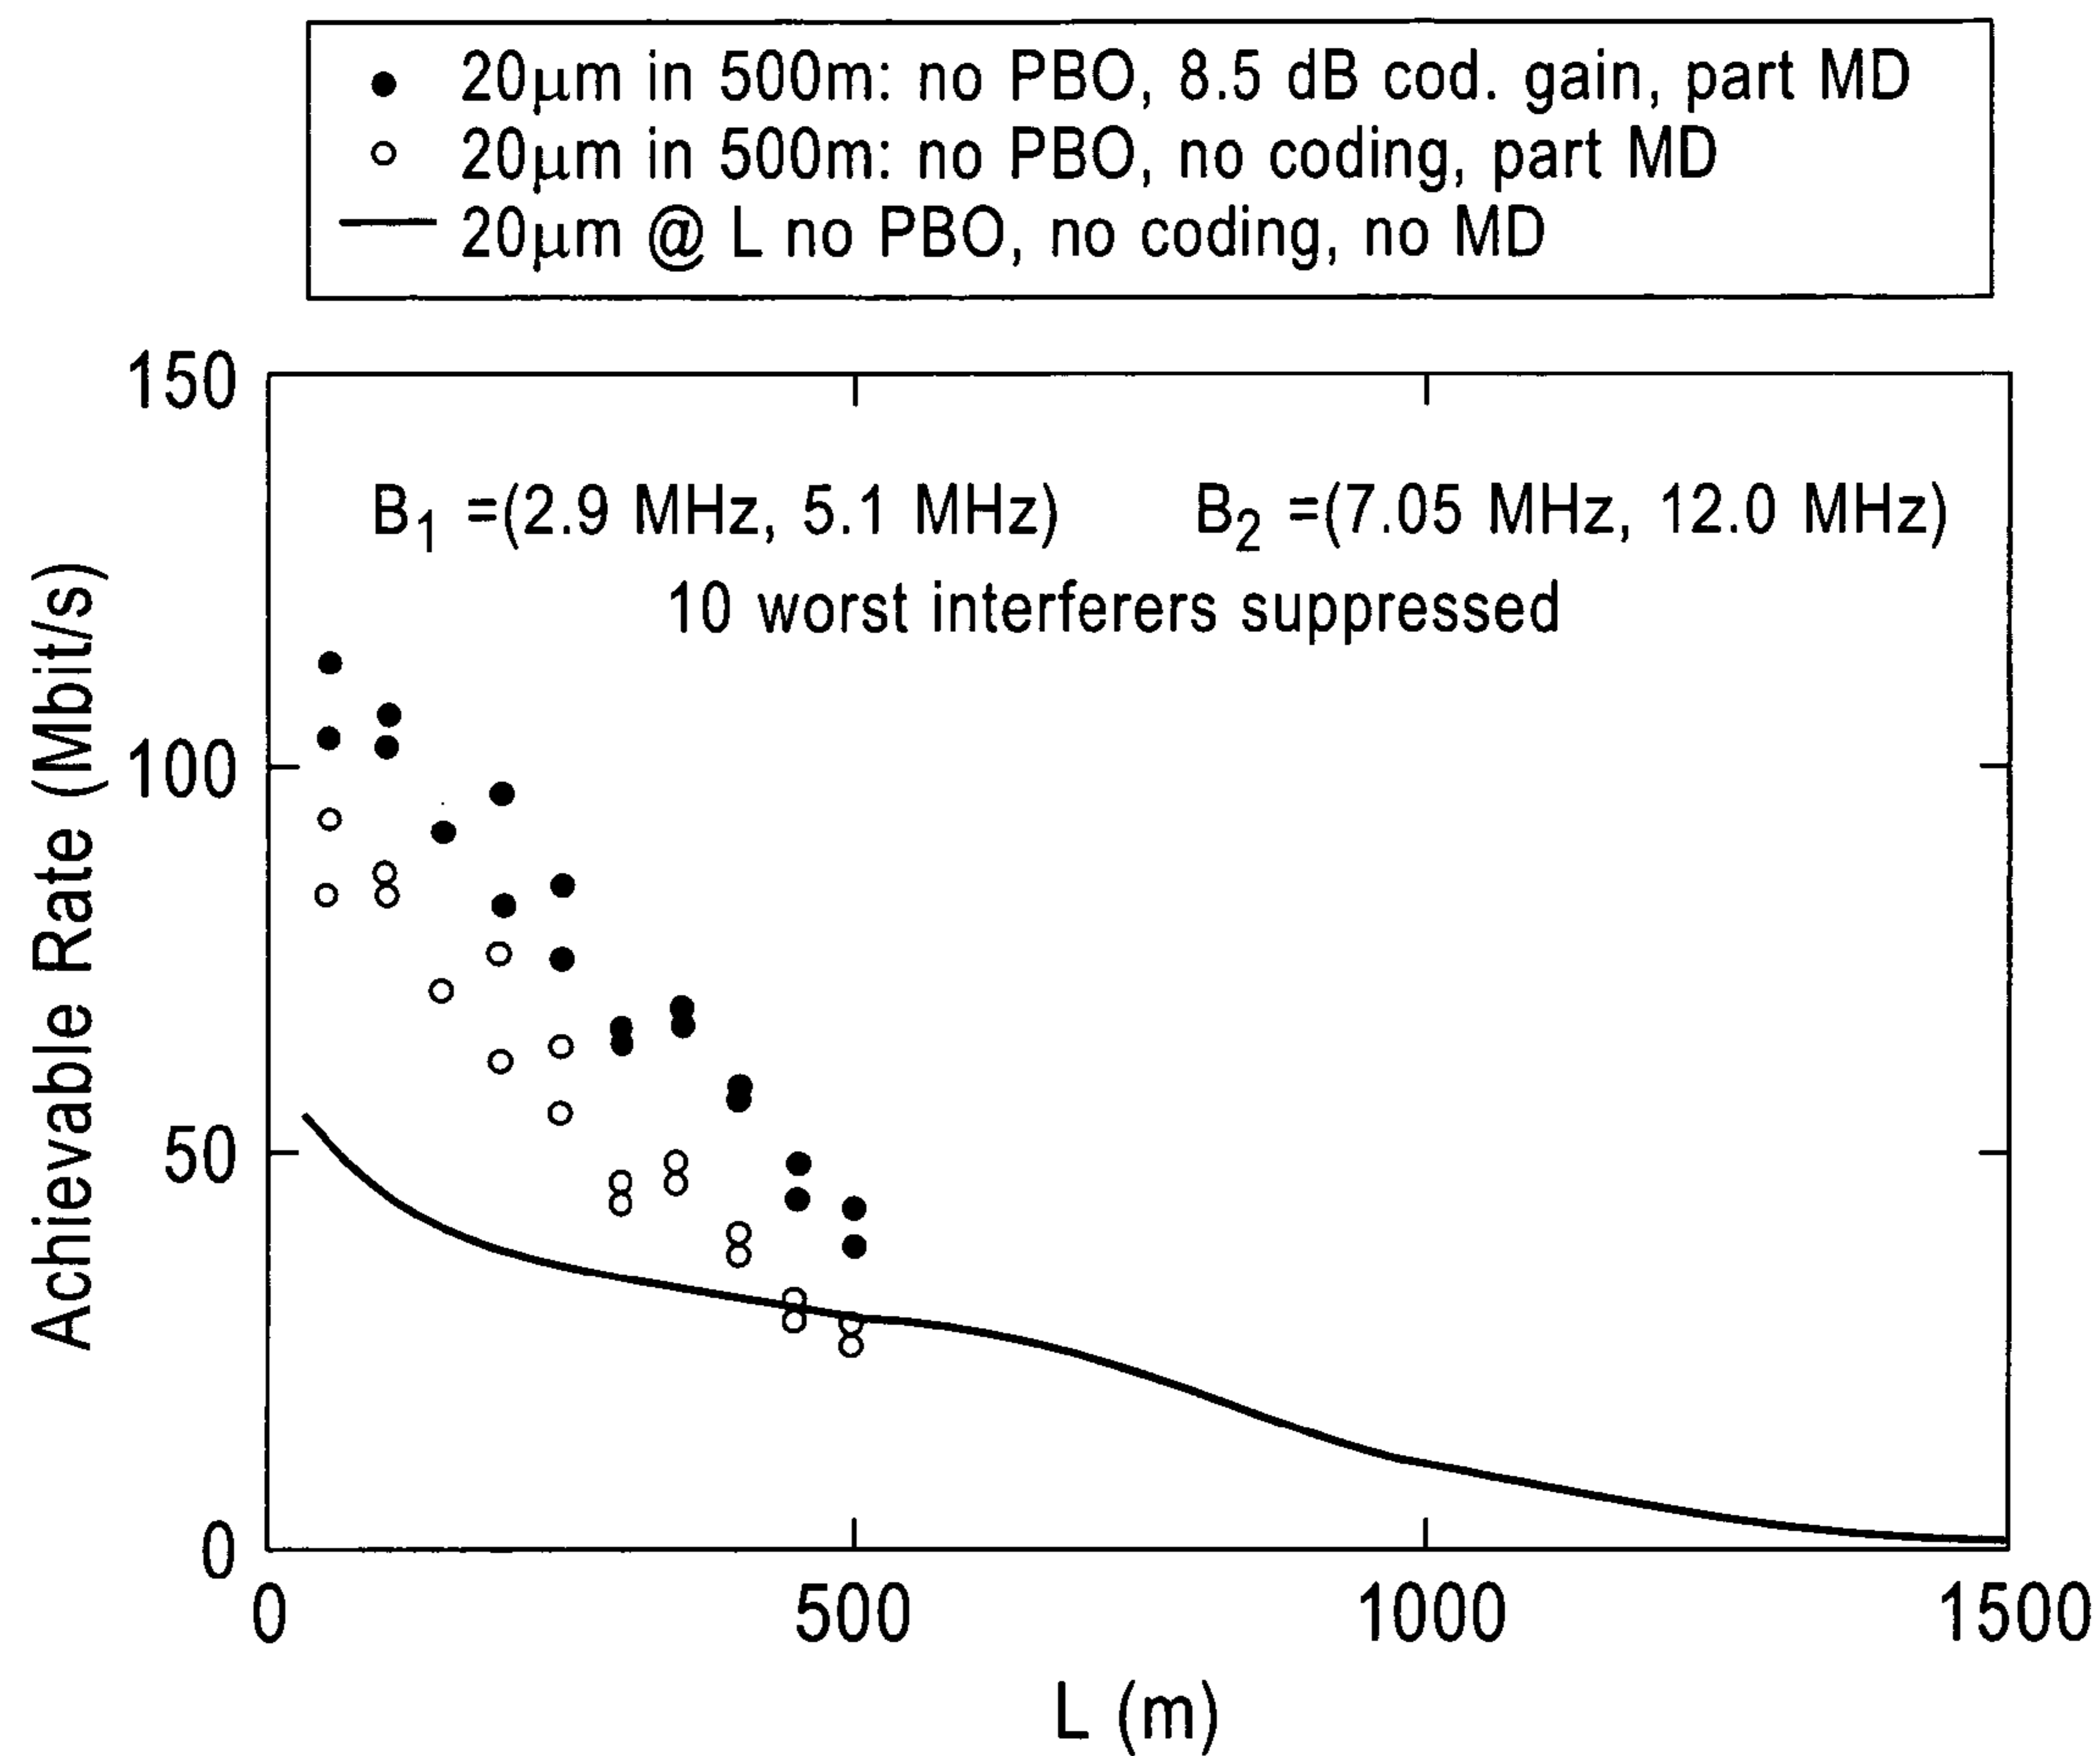 20μm in 500m: no PBO, 8.5 dB cod. gain, part MD
20μm in 500m: no PBO, no coding, part MD
20μm @ L no PBO, no coding, no MD
150
B1 =(2.9 MHz, 5.1 MHz) B2 =(7.05 MHz, 12.0 MHz)
10 worst interferers suppressed
100
50
0
Achievable Rate (Mbit/s)
0 500 1000 1500
L (m)